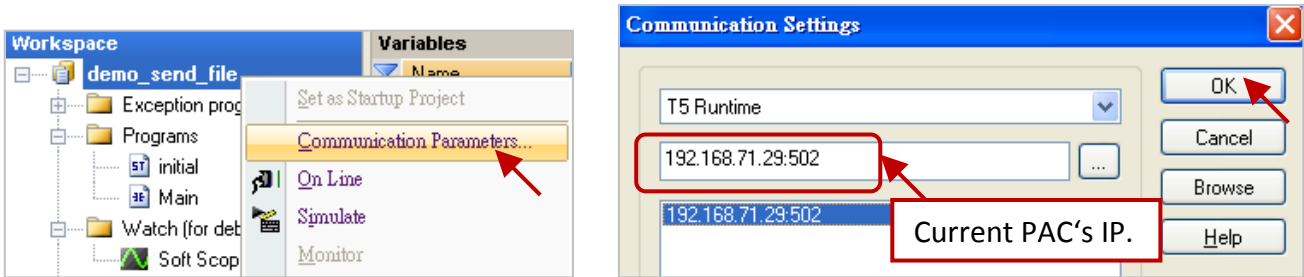 Workspace
Variables
demo_send_file
Name
Exception prog
Set as Startup Project
Programs
Communication Parameters...
ST initial
On Line
Main
Simulate
Watch (for deb
Soft Scop
Monitor
Communication Settings
T5 Runtime
OK
192.168.71.29:502
...
Cancel
192.168.71.29:502
Browse
Current PAC‘s IP.
Help